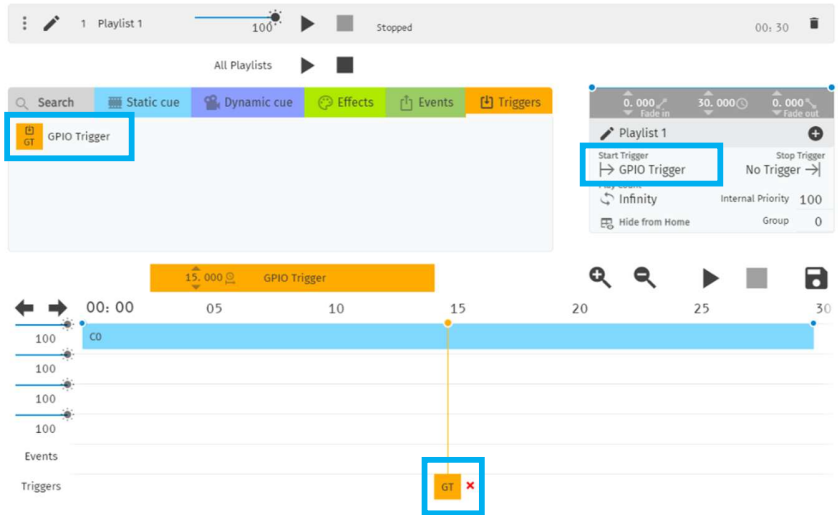 1 Playlist 1 100 Stopped 00: 30
All Playlists
Search Static cue Dynamic cue Effects Events Triggers
GT GPIO Trigger
0. 000 30. 000 0. 000
Fade in Fade out
Playlist 1
Start Trigger Stop Trigger
GPIO Trigger No Trigger
Play Count
Infinity Internal Priority 100
Hide from Home Group 0
15. 000 GPIO Trigger
00: 00 05 10 15 20 25 30
100 C0
100
100
100
Events
Triggers GT